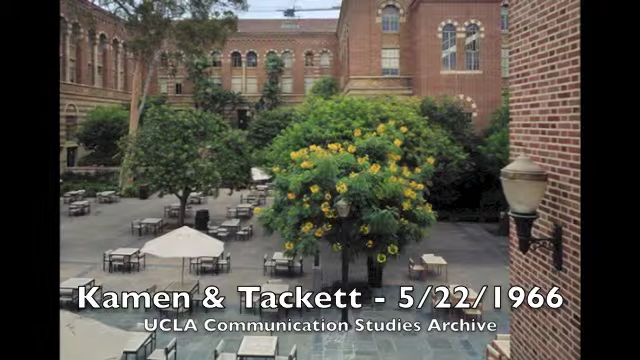 Kamen & Tackett - 5/22/1966
UCLA Communication Studies Archive